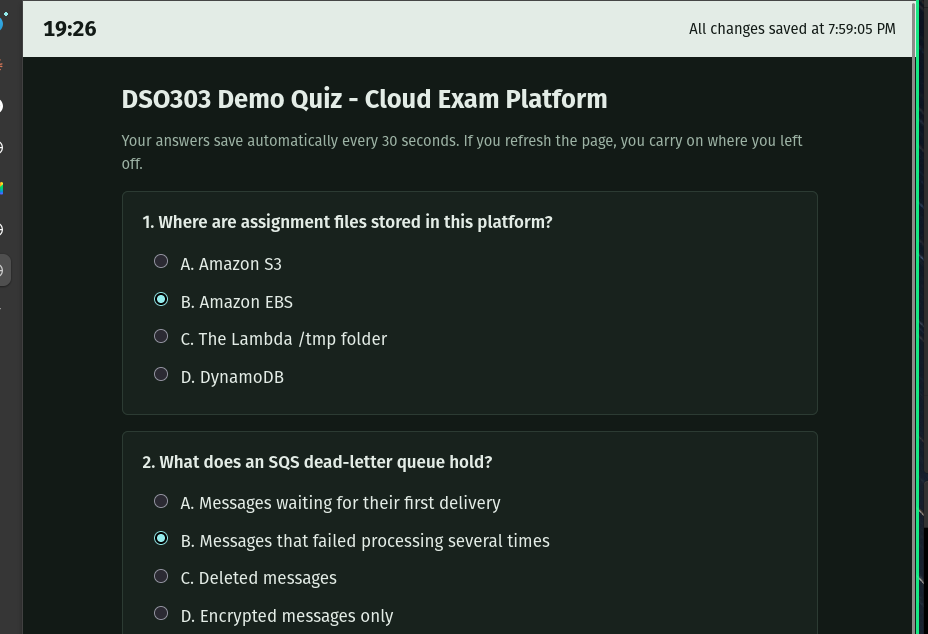 19:26
All changes saved at 7:59:05 PM
DSO303 Demo Quiz - Cloud Exam Platform
Your answers save automatically every 30 seconds. If you refresh the page, you carry on where you left
off.
1. Where are assignment files stored in this platform?
A. Amazon S3
B. Amazon EBS
C. The Lambda /tmp folder
D. DynamoDB
2. What does an SQS dead-letter queue hold?
A. Messages waiting for their first delivery
B. Messages that failed processing several times
C. Deleted messages
D. Encrypted messages only